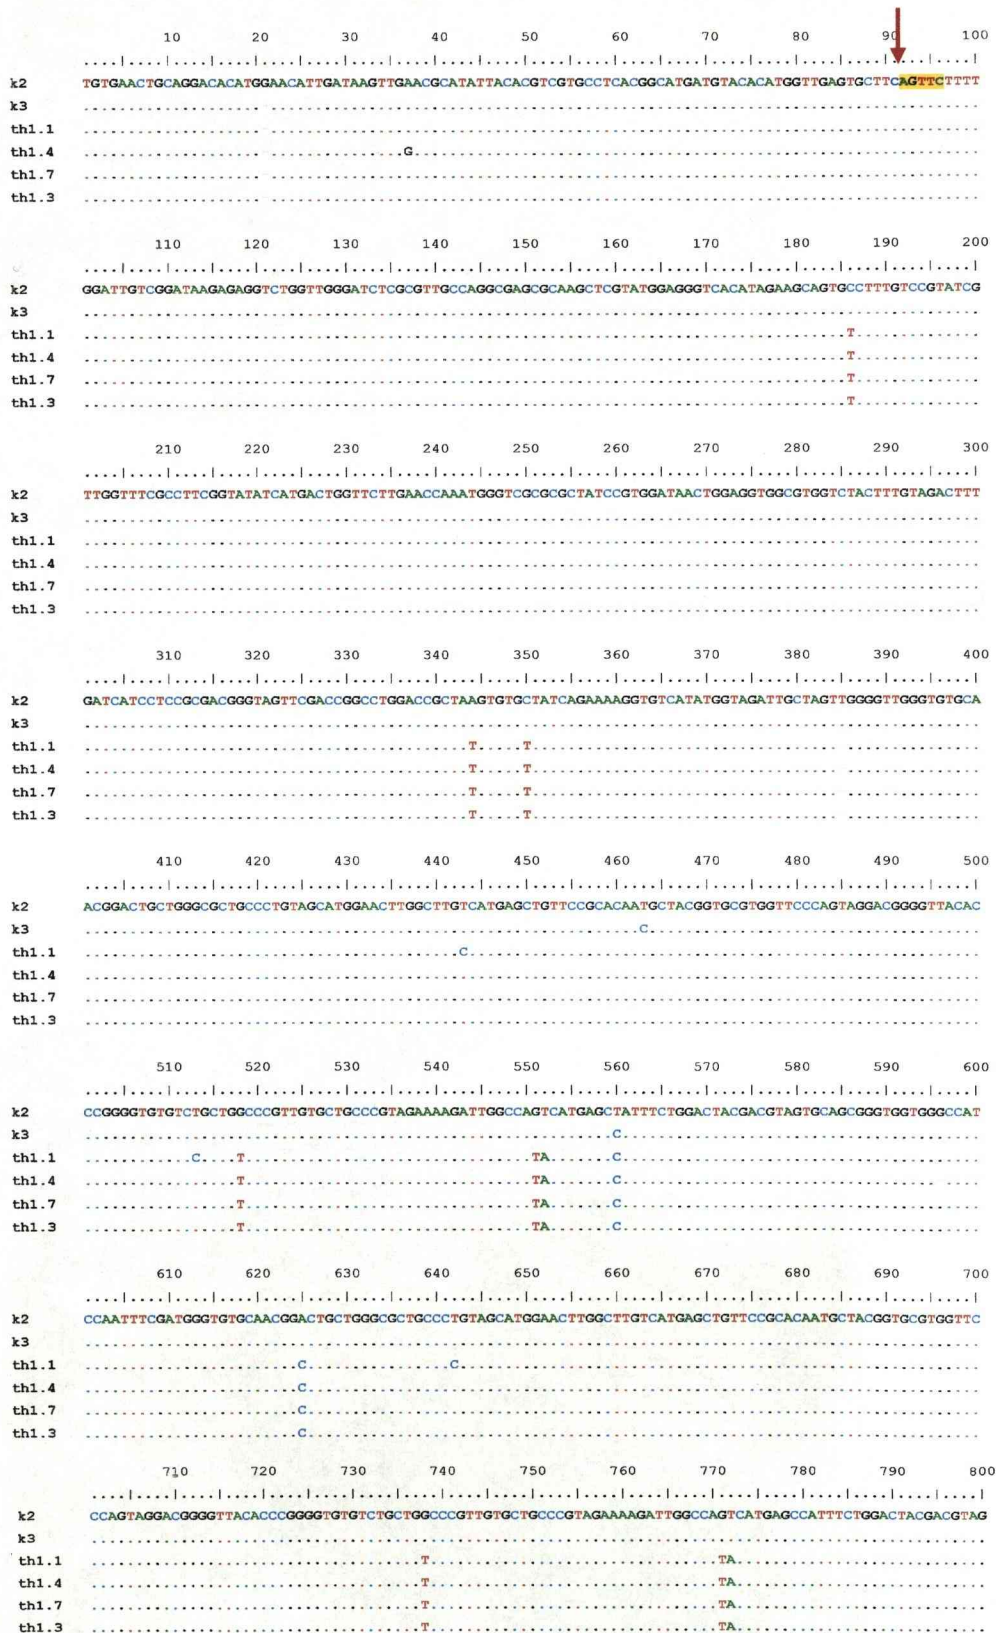 10 20 30 40 50 60 70 80 90 100
k2 TGTGAACTGCAGGACACATGGAACATTGATAAGTTGAACGCATATTACACGTCGTGCCTCACGGCATGATGTACACATGGTTGAGTGCTTCAGTTCTTTT
k3
th1.1
th1.4 G
th1.7
th1.3
110 120 130 140 150 160 170 180 190 200
k2 GGATTGTCGGATAAGAGAGGTCTGGTTGGGATCTCGCGTTGCCAGGCGAGCGCAAGCTCGTATGGAGGGTCACATAGAAGCAGTGCCTTTGTCCGTATCG
k3
th1.1 T
th1.4 T
th1.7 T
th1.3 T
210 220 230 240 250 260 270 280 290 300
k2 TTGGTTTCGCCTTCGGTATATCATGACTGGTTCTTGAACCAAATGGGTCGCGCGCTATCCGTGGATAACTGGAGGTGGCGTGGTCTACTTTGTAGACTTT
k3
th1.1
th1.4
th1.7
th1.3
310 320 330 340 350 360 370 380 390 400
k2 GATCATCCTCCGCGACGGGTAGTTCGACCGGCCTGGACCGCTAAGTGTGCTATCAGAAAAGGTGTCATATGGTAGATTGCTAGTTGGGGTTGGGTGTGCA
k3
th1.1 T T
th1.4 T T
th1.7 T T
th1.3 T T
410 420 430 440 450 460 470 480 490 500
k2 ACGGACTGCTGGGCGCTGCCCTGTAGCATGGAACTTGGCTTGTCATGAGCTGTTCCGCACAATGCTACGGTGCGTGGTTCCCAGTAGGACGGGGTTACAC
k3 C
th1.1 C
th1.4
th1.7
th1.3
510 520 530 540 550 560 570 580 590 600
k2 CCGGGGTGTGTCTGCTGGCCCGTTGTGCTGCCCGTAGAAAAGATTGGCCAGTCATGAGCTATTTCTGGACTACGACGTAGTGCAGCGGGTGGTGGGCCAT
k3 C
th1.1 C T TA C
th1.4 T TA C
th1.7 T TA C
th1.3 T TA C
610 620 630 640 650 660 670 680 690 700
k2 CCAATTTCGATGGGTGTGCAACGGACTGCTGGGCGCTGCCCTGTAGCATGGAACTTGGCTTGTCATGAGCTGTTCCGCACAATGCTACGGTGCGTGGTTC
k3
th1.1 C C
th1.4 C
th1.7 C
th1.3 C
710 720 730 740 750 760 770 780 790 800
k2 CCAGTAGGACGGGGTTACACCCGGGGTGTGTCTGCTGGCCCGTTGTGCTGCCCGTAGAAAAGATTGGCCAGTCATGAGCCATTTCTGGACTACGACGTAG
k3
th1.1 T TA
th1.4 T TA
th1.7 T TA
th1.3 T TA